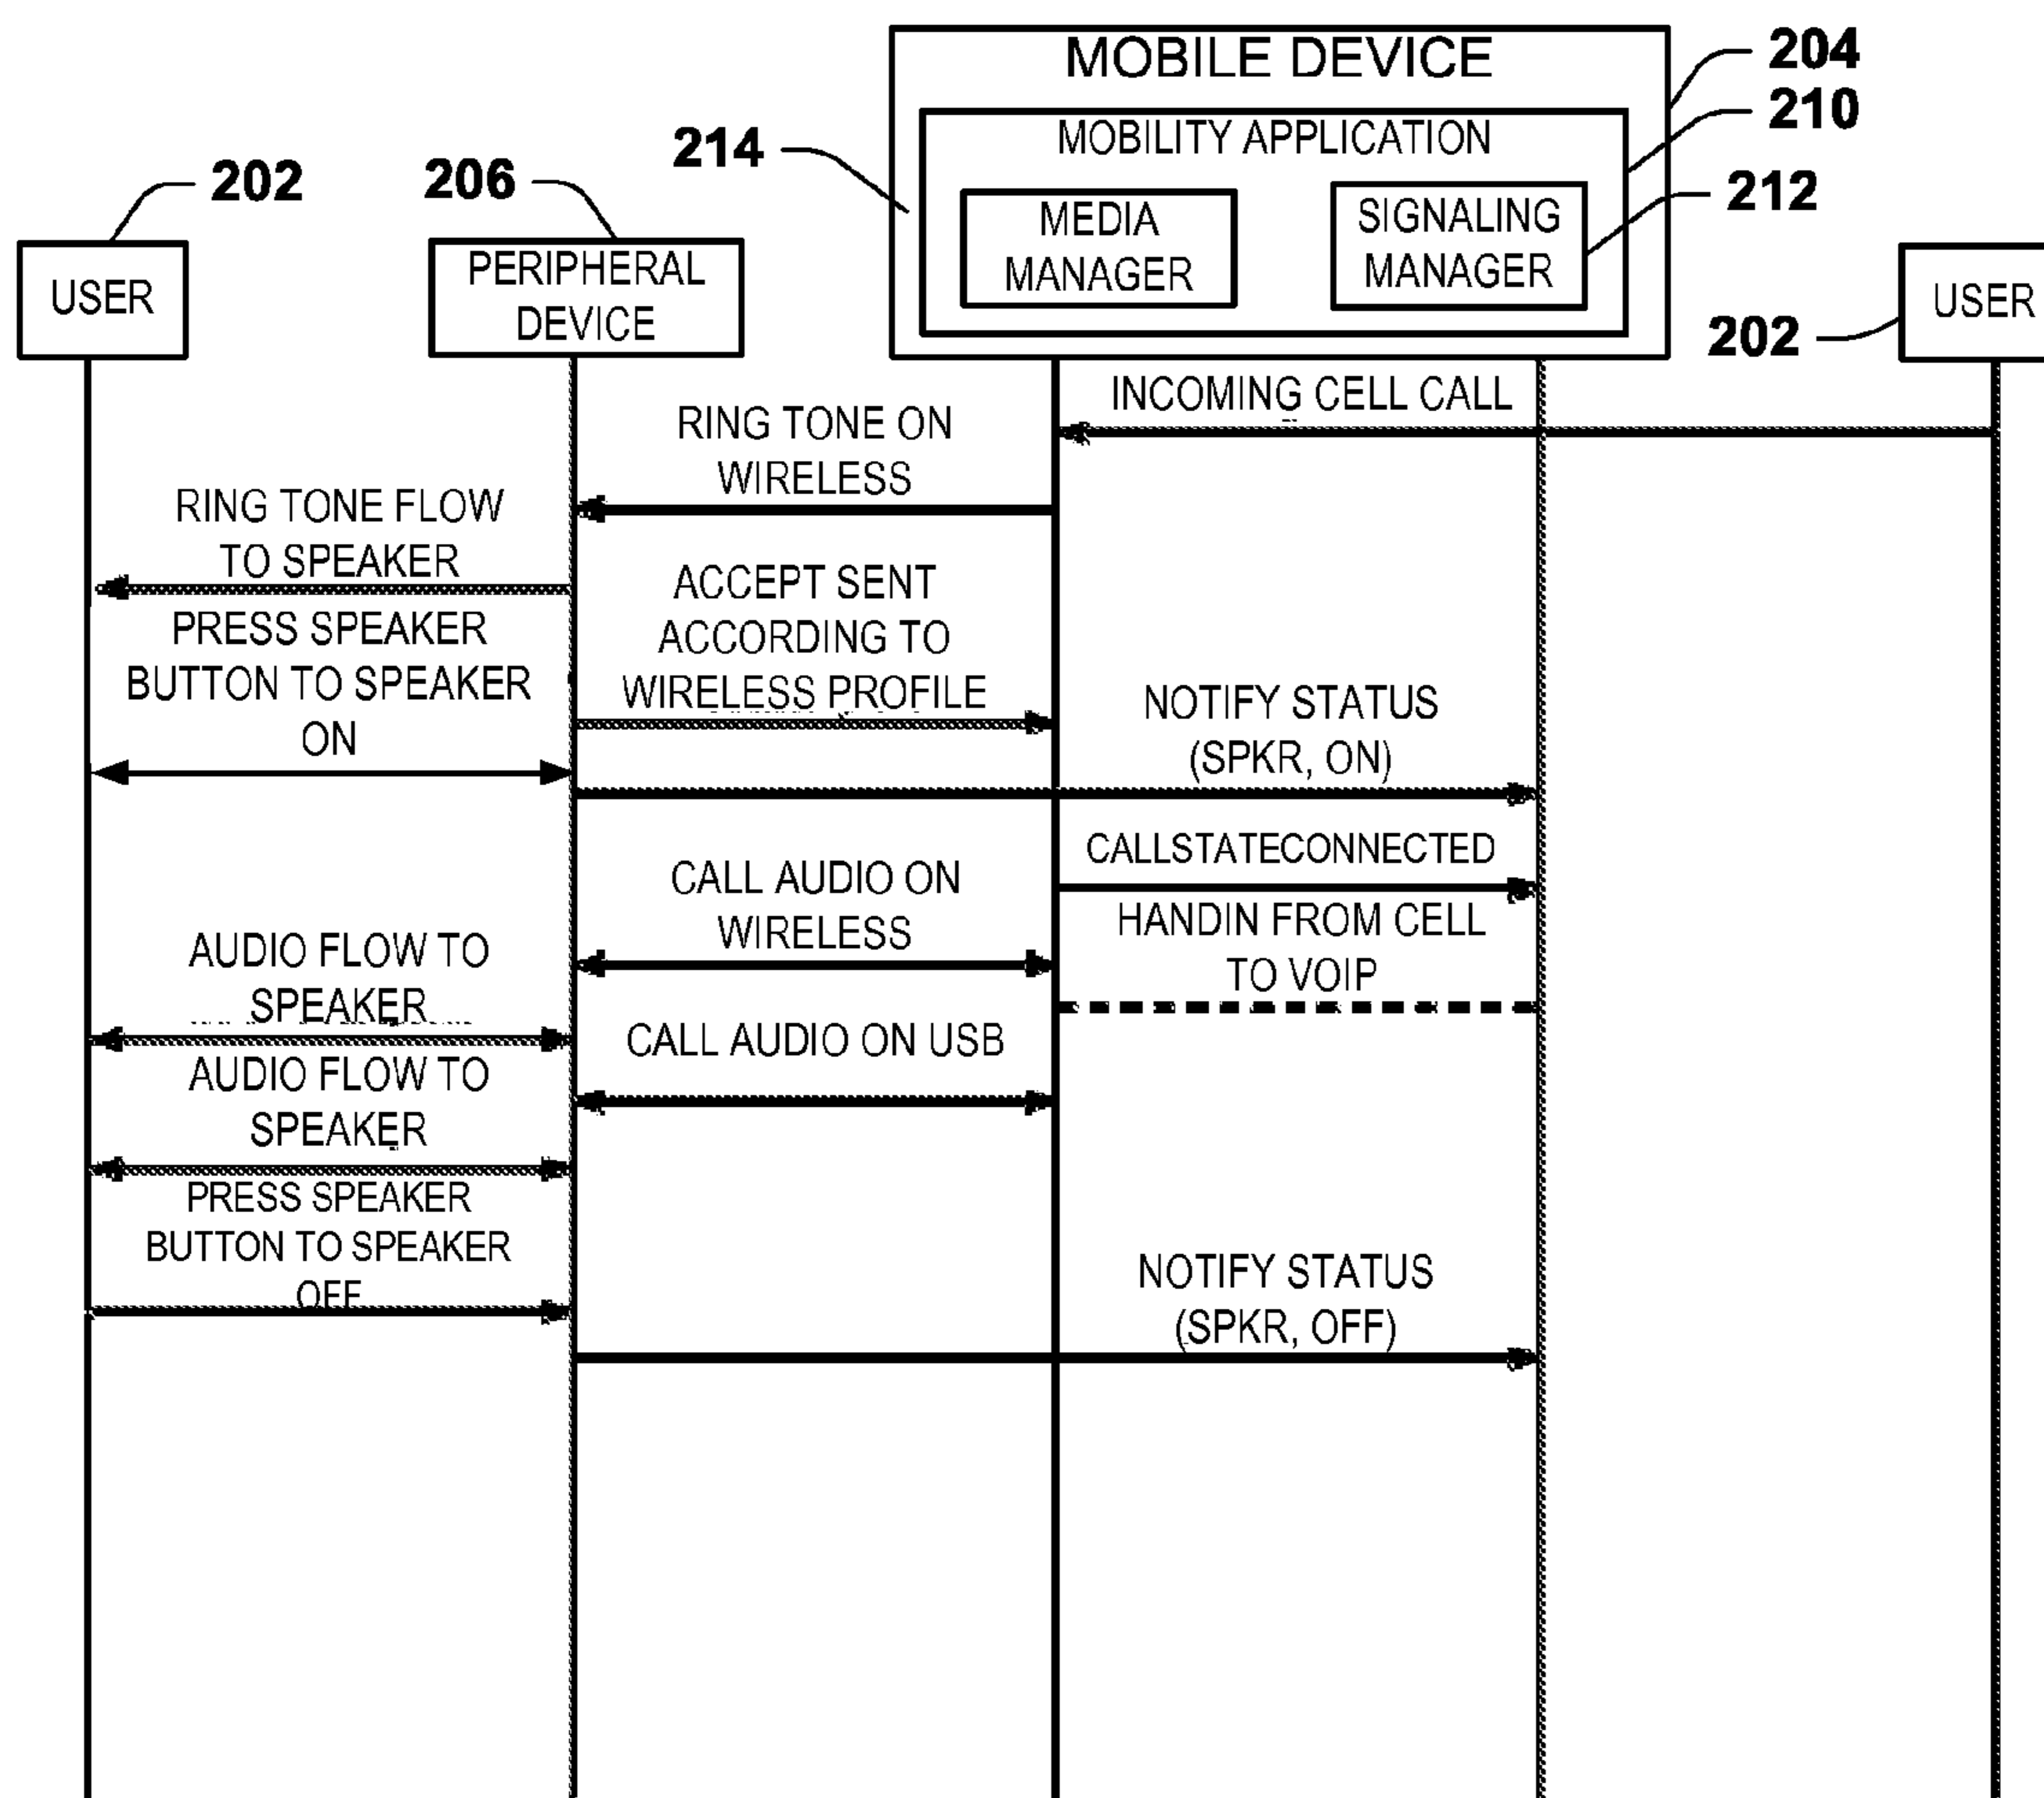 MOBILE DEVICE
204
210
MOBILITY APPLICATION
214
202
206
212
MEDIA
MANAGER
SIGNALING
MANAGER
USER
PERIPHERAL
DEVICE
USER
202
INCOMING CELL CALL
RING TONE ON
WIRELESS
RING TONE FLOW
TO SPEAKER
ACCEPT SENT
ACCORDING TO
WIRELESS PROFILE
PRESS SPEAKER
BUTTON TO SPEAKER
ON
NOTIFY STATUS
(SPKR, ON)
CALLSTATECONNECTED
CALL AUDIO ON
WIRELESS
HANDIN FROM CELL
TO VOIP
AUDIO FLOW TO
SPEAKER
CALL AUDIO ON USB
AUDIO FLOW TO
SPEAKER
PRESS SPEAKER
BUTTON TO SPEAKER
OFF
NOTIFY STATUS
(SPKR, OFF)